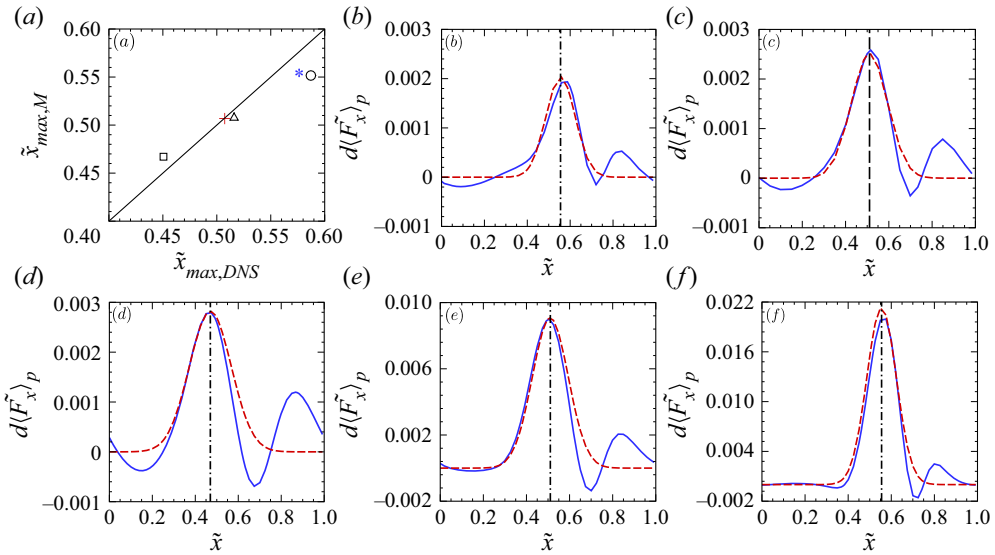 (a)
(a)
0.60
0.55
0.50
0.45
0.40
x̃max,M
0.45 0.50 0.55 0.60
x̃max,DNS
(b)
(b)
0.003
0.002
0.001
0
–0.001
d⟨F̃x⟩p
0 0.2 0.4 0.6 0.8 1.0
x̃
(c)
(c)
0.003
0.002
0.001
0
–0.001
d⟨F̃x⟩p
0 0.2 0.4 0.6 0.8 1.0
x̃
(d)
(d)
0.003
0.002
0.001
0
–0.001
d⟨F̃x⟩p
0 0.2 0.4 0.6 0.8 1.0
x̃
(e)
(e)
0.010
0.006
0.002
–0.002
d⟨F̃x⟩p
0 0.2 0.4 0.6 0.8 1.0
x̃
(f)
(f)
0.022
0.016
0.010
0.004
–0.002
d⟨F̃x⟩p
0 0.2 0.4 0.6 0.8 1.0
x̃